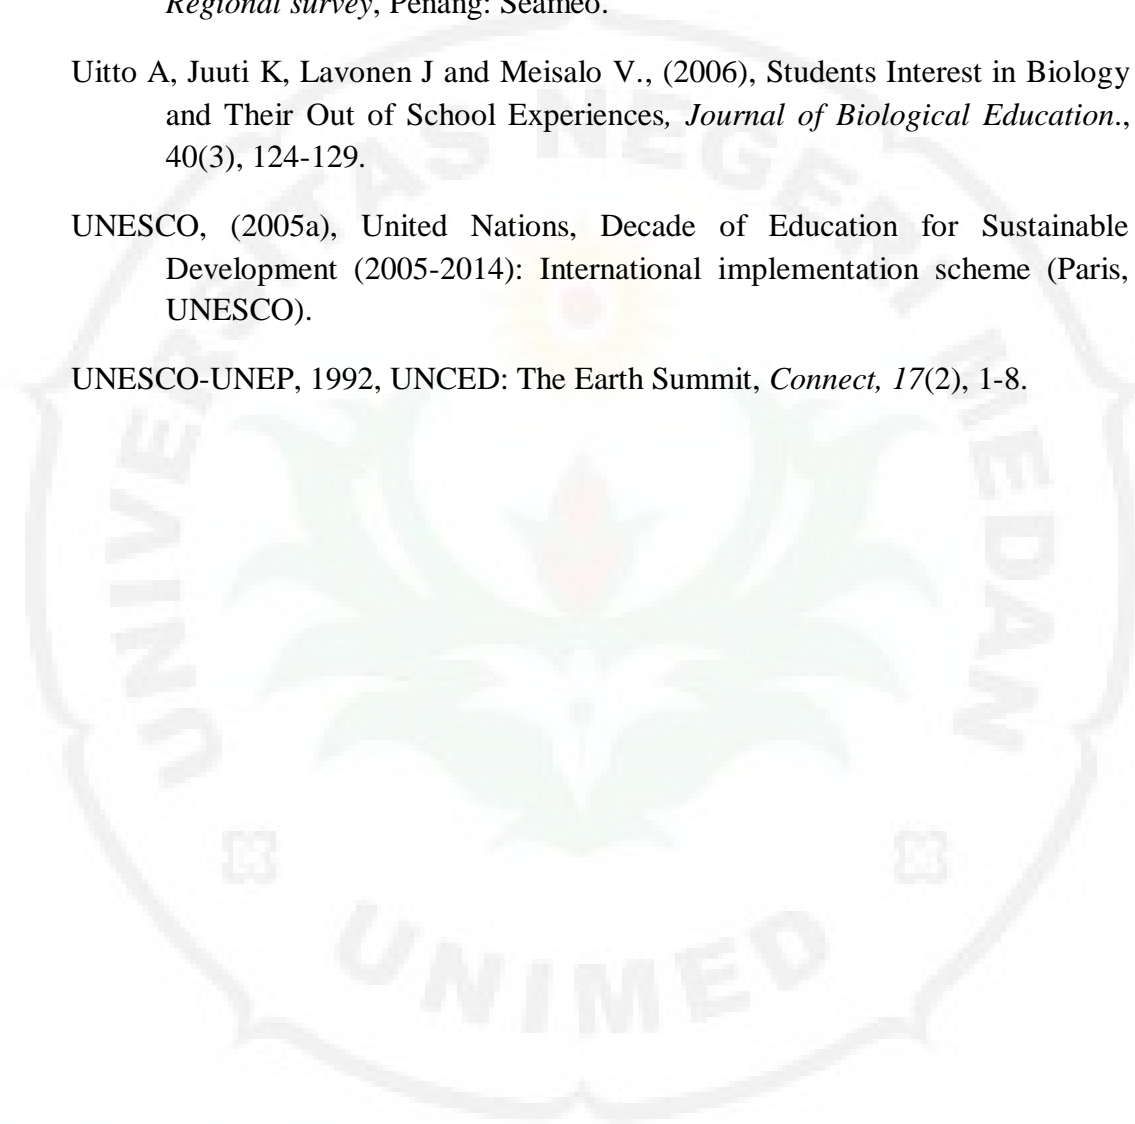 Regional survey, Penang: Seameo.
Uitto A, Juuti K, Lavonen J and Meisalo V., (2006), Students Interest in Biology
and Their Out of School Experiences, Journal of Biological Education.,
40(3), 124-129.
UNESCO, (2005a), United Nations, Decade of Education for Sustainable
Development (2005-2014): International implementation scheme (Paris,
UNESCO).
UNESCO-UNEP, 1992, UNCED: The Earth Summit, Connect, 17(2), 1-8.
UNIVERSITAS NEGERI MEDAN
UNIMED